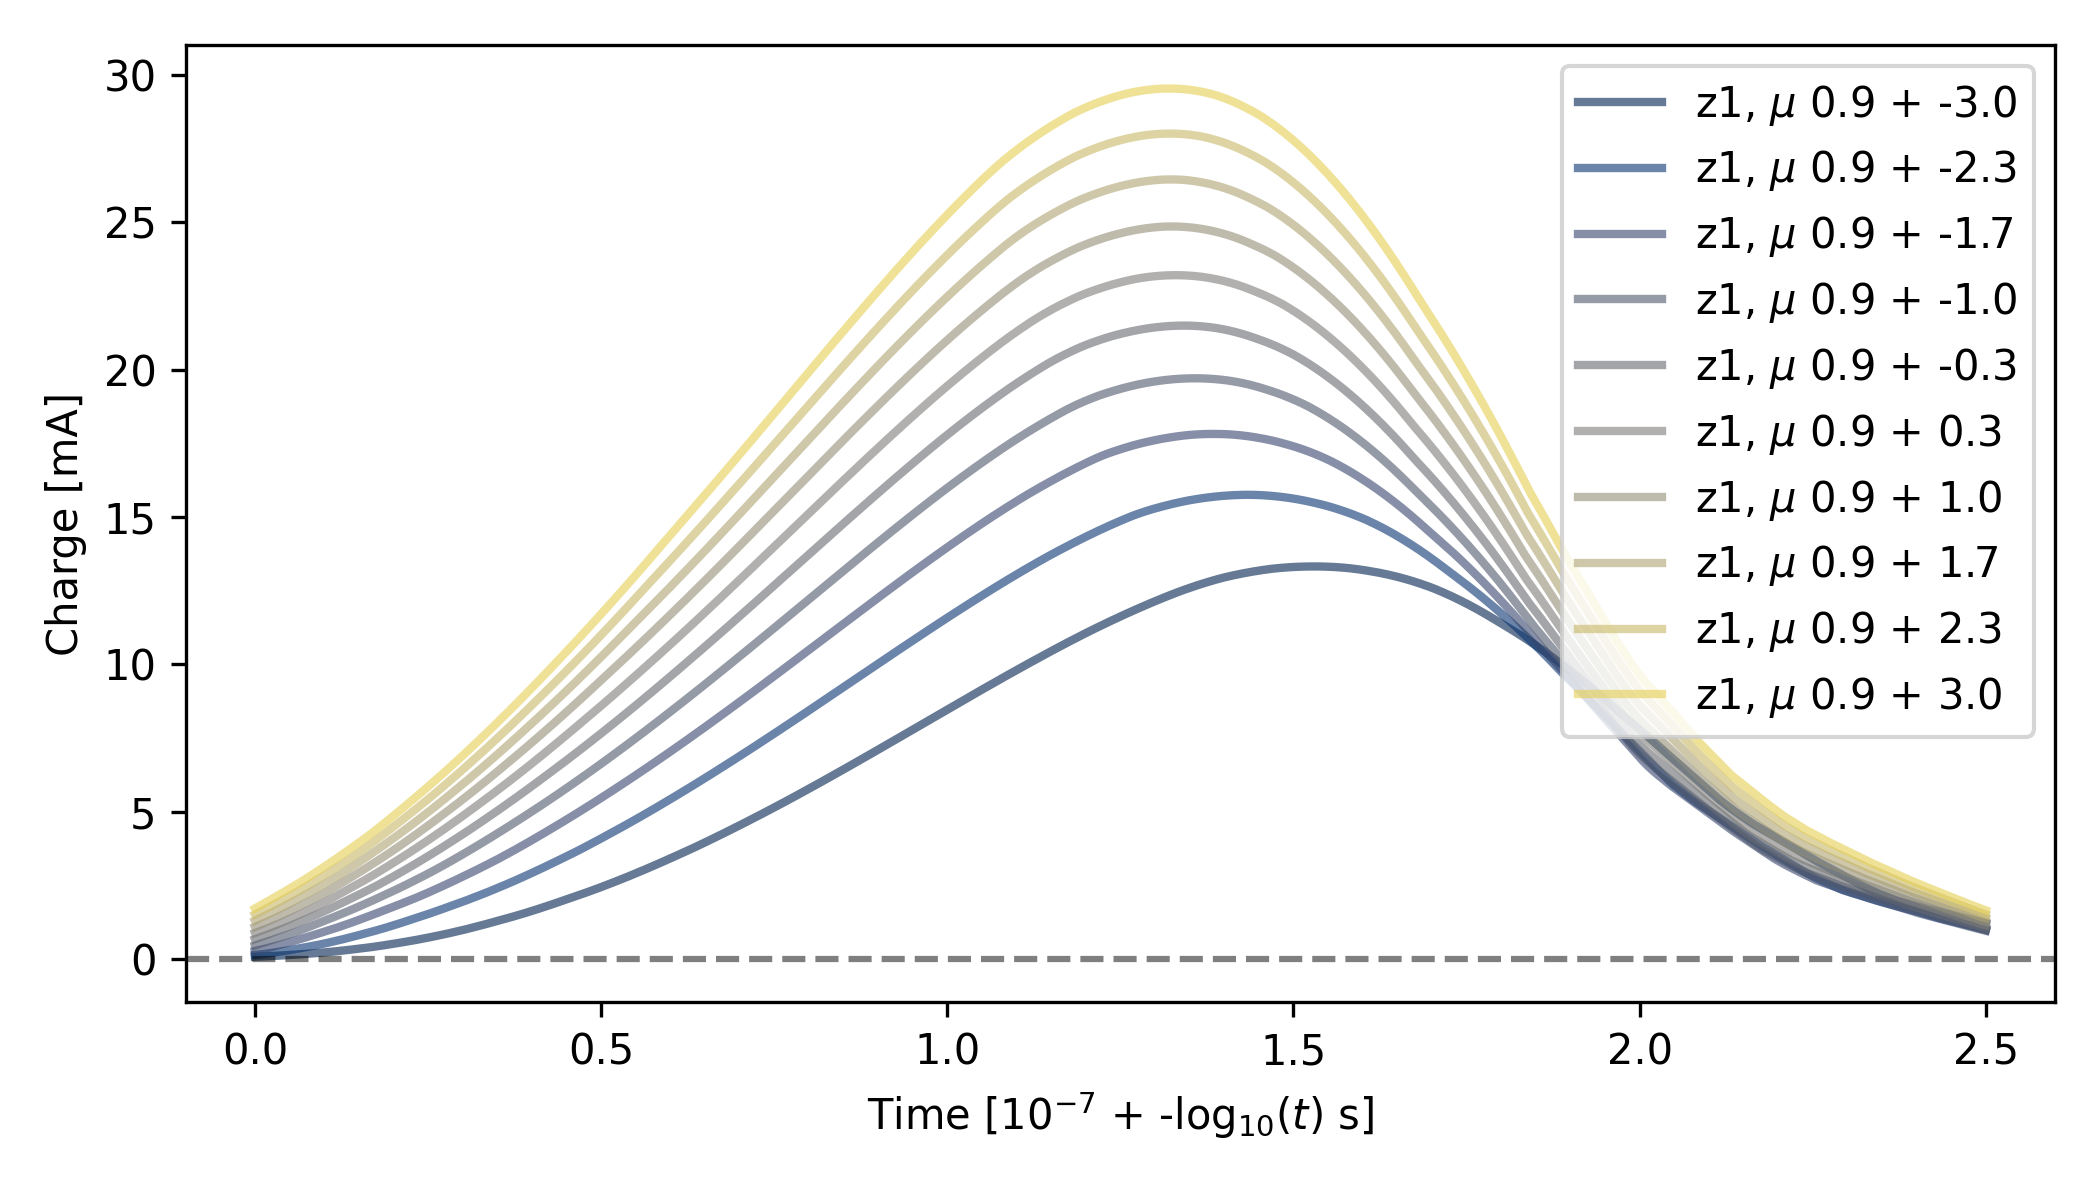 30
25
20
15
10
5
0
Charge [mA]
0.0 0.5 1.0 1.5 2.0 2.5
Time [10⁻⁷ + -log₁₀(t) s]
z1, μ 0.9 + -3.0
z1, μ 0.9 + -2.3
z1, μ 0.9 + -1.7
z1, μ 0.9 + -1.0
z1, μ 0.9 + -0.3
z1, μ 0.9 + 0.3
z1, μ 0.9 + 1.0
z1, μ 0.9 + 1.7
z1, μ 0.9 + 2.3
z1, μ 0.9 + 3.0